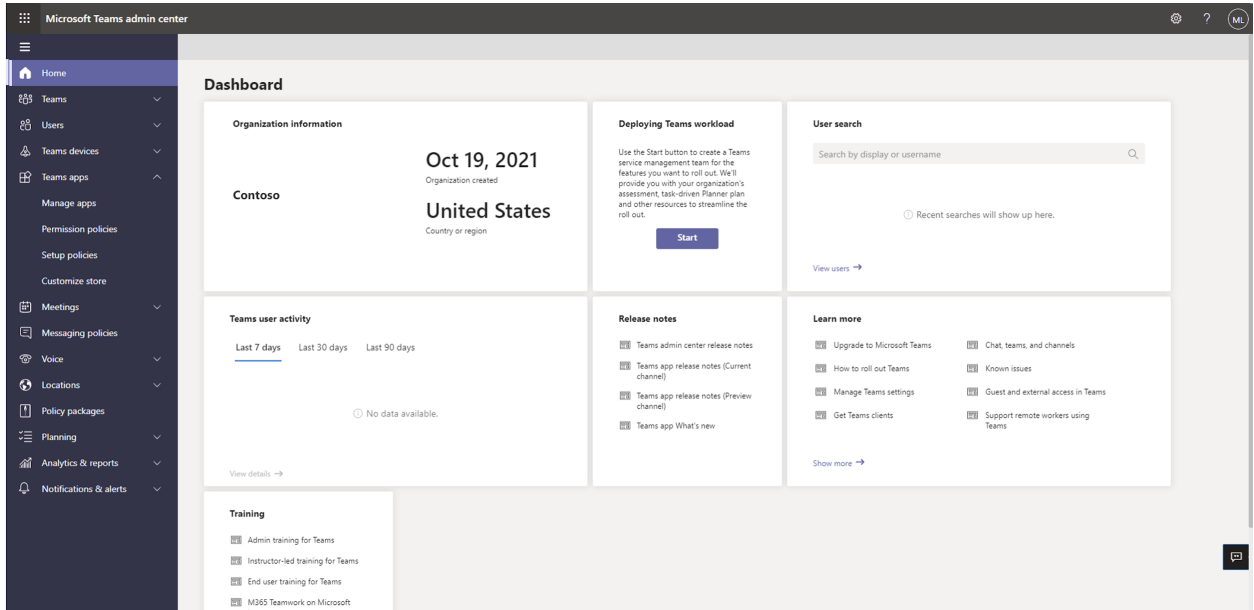 Microsoft Teams admin center
ML
Home
Teams
Users
Teams devices
Teams apps
Manage apps
Permission policies
Setup policies
Customize store
Meetings
Messaging policies
Voice
Locations
Policy packages
Planning
Analytics & reports
Notifications & alerts
Dashboard
Organization information
Contoso
Oct 19, 2021
Organization created
United States
Country or region
Deploying Teams workload
Use the Start button to create a Teams
service management team for the
features you want to roll out. We'll
provide you with your organization's
assessment, task-driven Planner plan
and other resources to streamline the
roll out.
Start
User search
Search by display or username
Recent searches will show up here.
View users
Teams user activity
Last 7 days
Last 30 days
Last 90 days
No data available.
View details
Release notes
Teams admin center release notes
Teams app release notes (Current
channel)
Teams app release notes (Preview
channel)
Teams app What's new
Learn more
Upgrade to Microsoft Teams
How to roll out Teams
Manage Teams settings
Get Teams clients
Chat, teams, and channels
Known issues
Guest and external access in Teams
Support remote workers using
Teams
Show more
Training
Admin training for Teams
Instructor-led training for Teams
End user training for Teams
M365 Teamwork on Microsoft